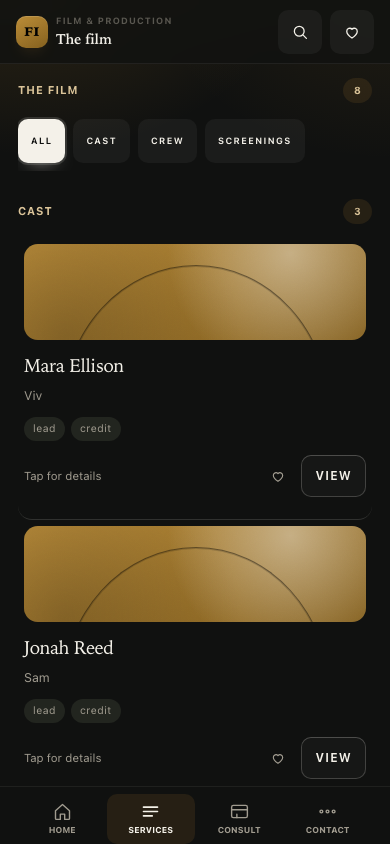 FI
FILM & PRODUCTION
The film
THE FILM
8
ALL
CAST
CREW
SCREENINGS
CAST
3
Mara Ellison
Viv
lead
credit
Tap for details
VIEW
Jonah Reed
Sam
lead
credit
Tap for details
VIEW
HOME
SERVICES
CONSULT
CONTACT